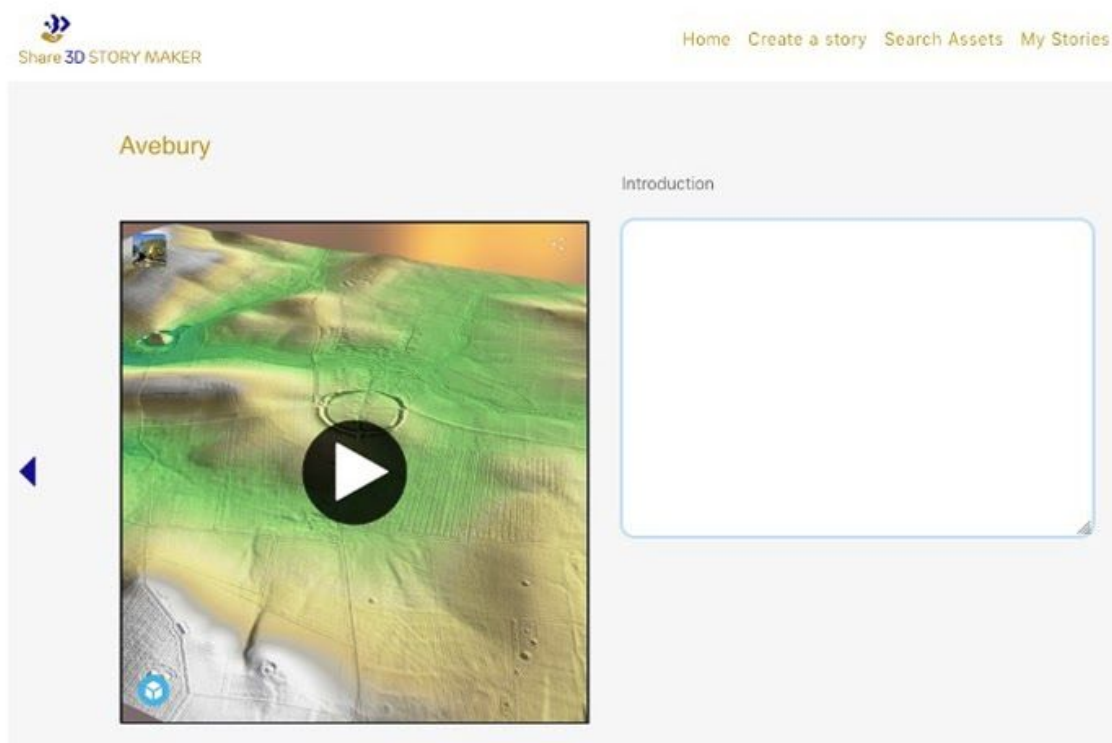 Share 3D STORY MAKER
Home Create a story Search Assets My Stories
Avebury
Introduction